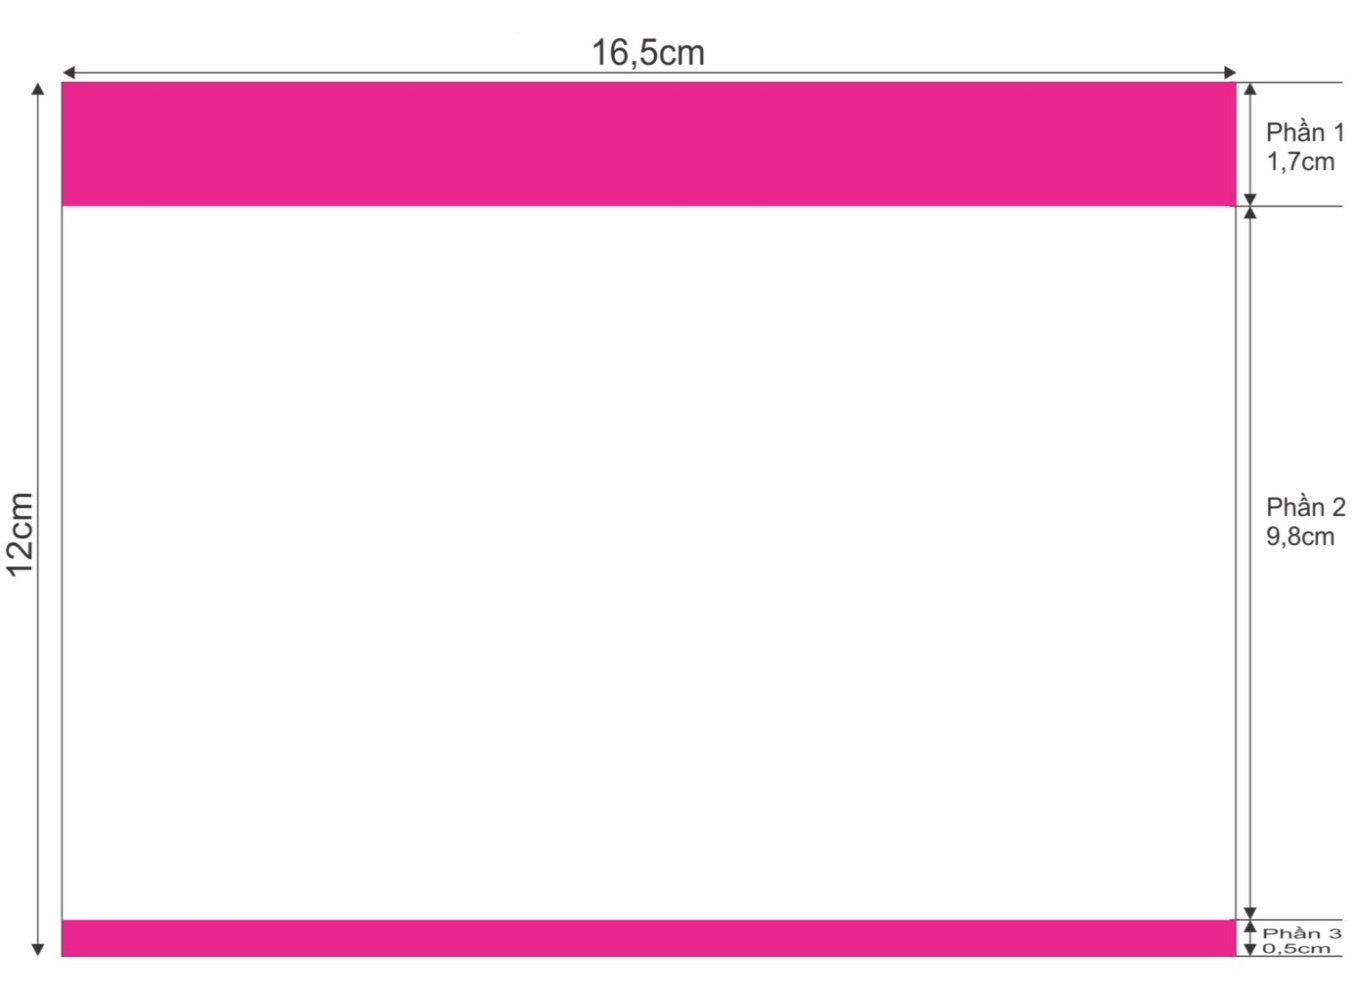 16,5cm
12cm
Phần 1
1,7cm
Phần 2
9,8cm
Phần 3
0,5cm